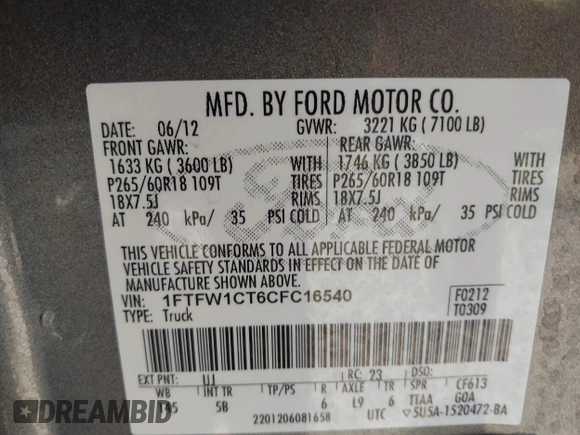 MFD. BY FORD MOTOR CO.
DATE: 06/12 GVWR: 3221 KG ( 7100 LB)
FRONT GAWR: REAR GAWR:
1633 KG ( 3600 LB) WITH 1746 KG ( 3850 LB) WITH
P265/60R18 109T TIRES P265/60R18 109T TIRES
18X7.5J RIMS 18X7.5J RIMS
AT 240 kPa/ 35 PSI COLD AT 240 kPa/ 35 PSI COLD
THIS VEHICLE CONFORMS TO ALL APPLICABLE FEDERAL MOTOR
VEHICLE SAFETY STANDARDS IN EFFECT ON THE DATE OF
MANUFACTURE SHOWN ABOVE.
VIN: 1FTFW1CT6CFC16540 F0212
TYPE: Truck T0309
EXT PNT: UJ RC: 23 DSO:
WB INT TR TP/PS R AXLE TR SPR CF613
5B 6 L9 6 TTAA GOA
2201206081658 UTC 5U5A-1520472-BA
DiedCast